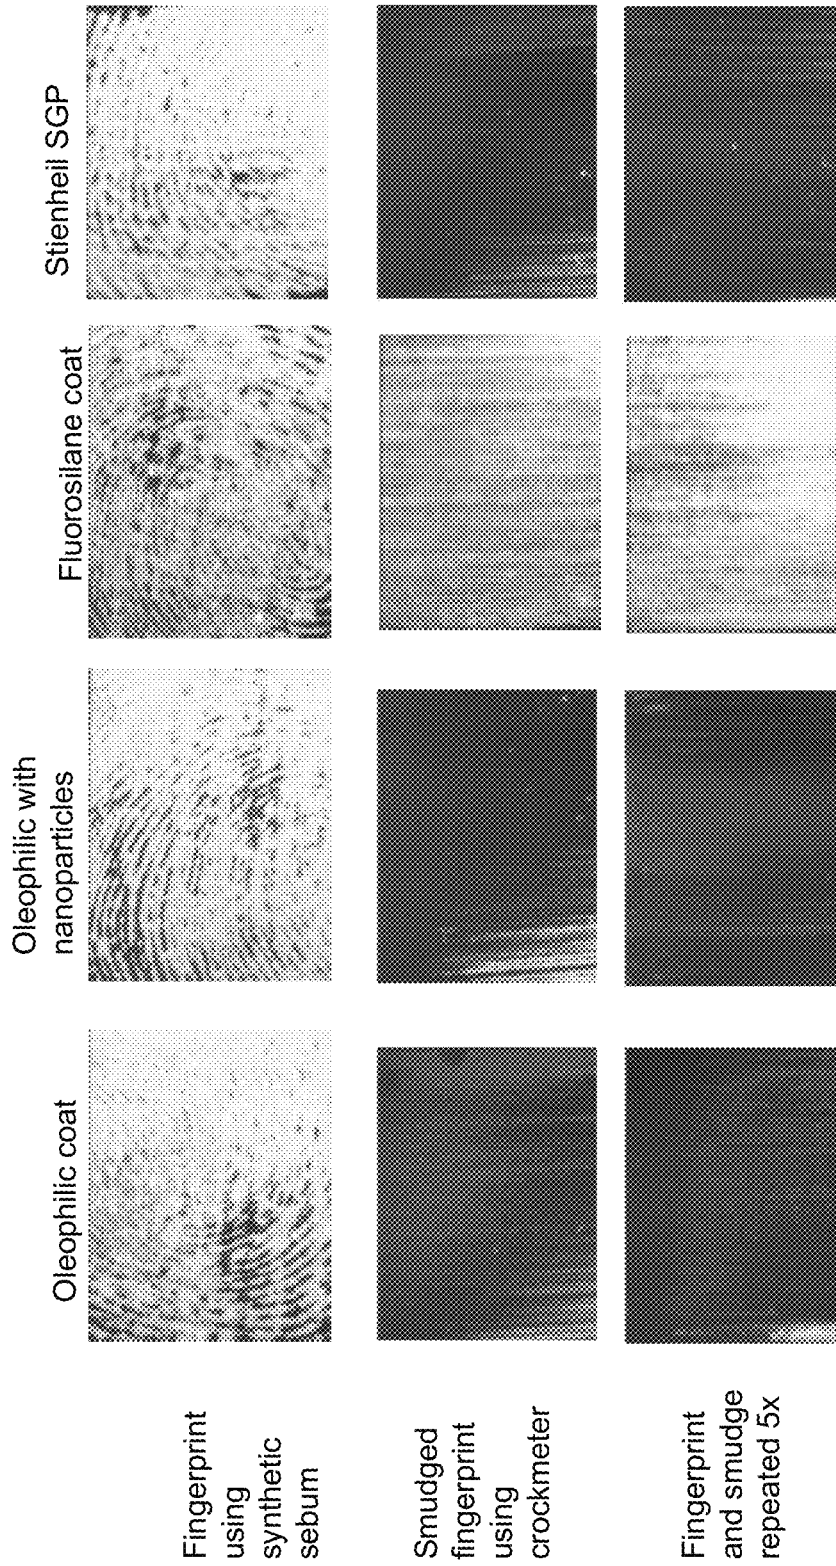 Oleophilic coat
Oleophilic with
nanoparticles
Fluorosilane coat
Stienheil SGP
Fingerprint
using
synthetic
sebum
Smudged
fingerprint
using
crockmeter
Fingerprint
and smudge
repeated 5x